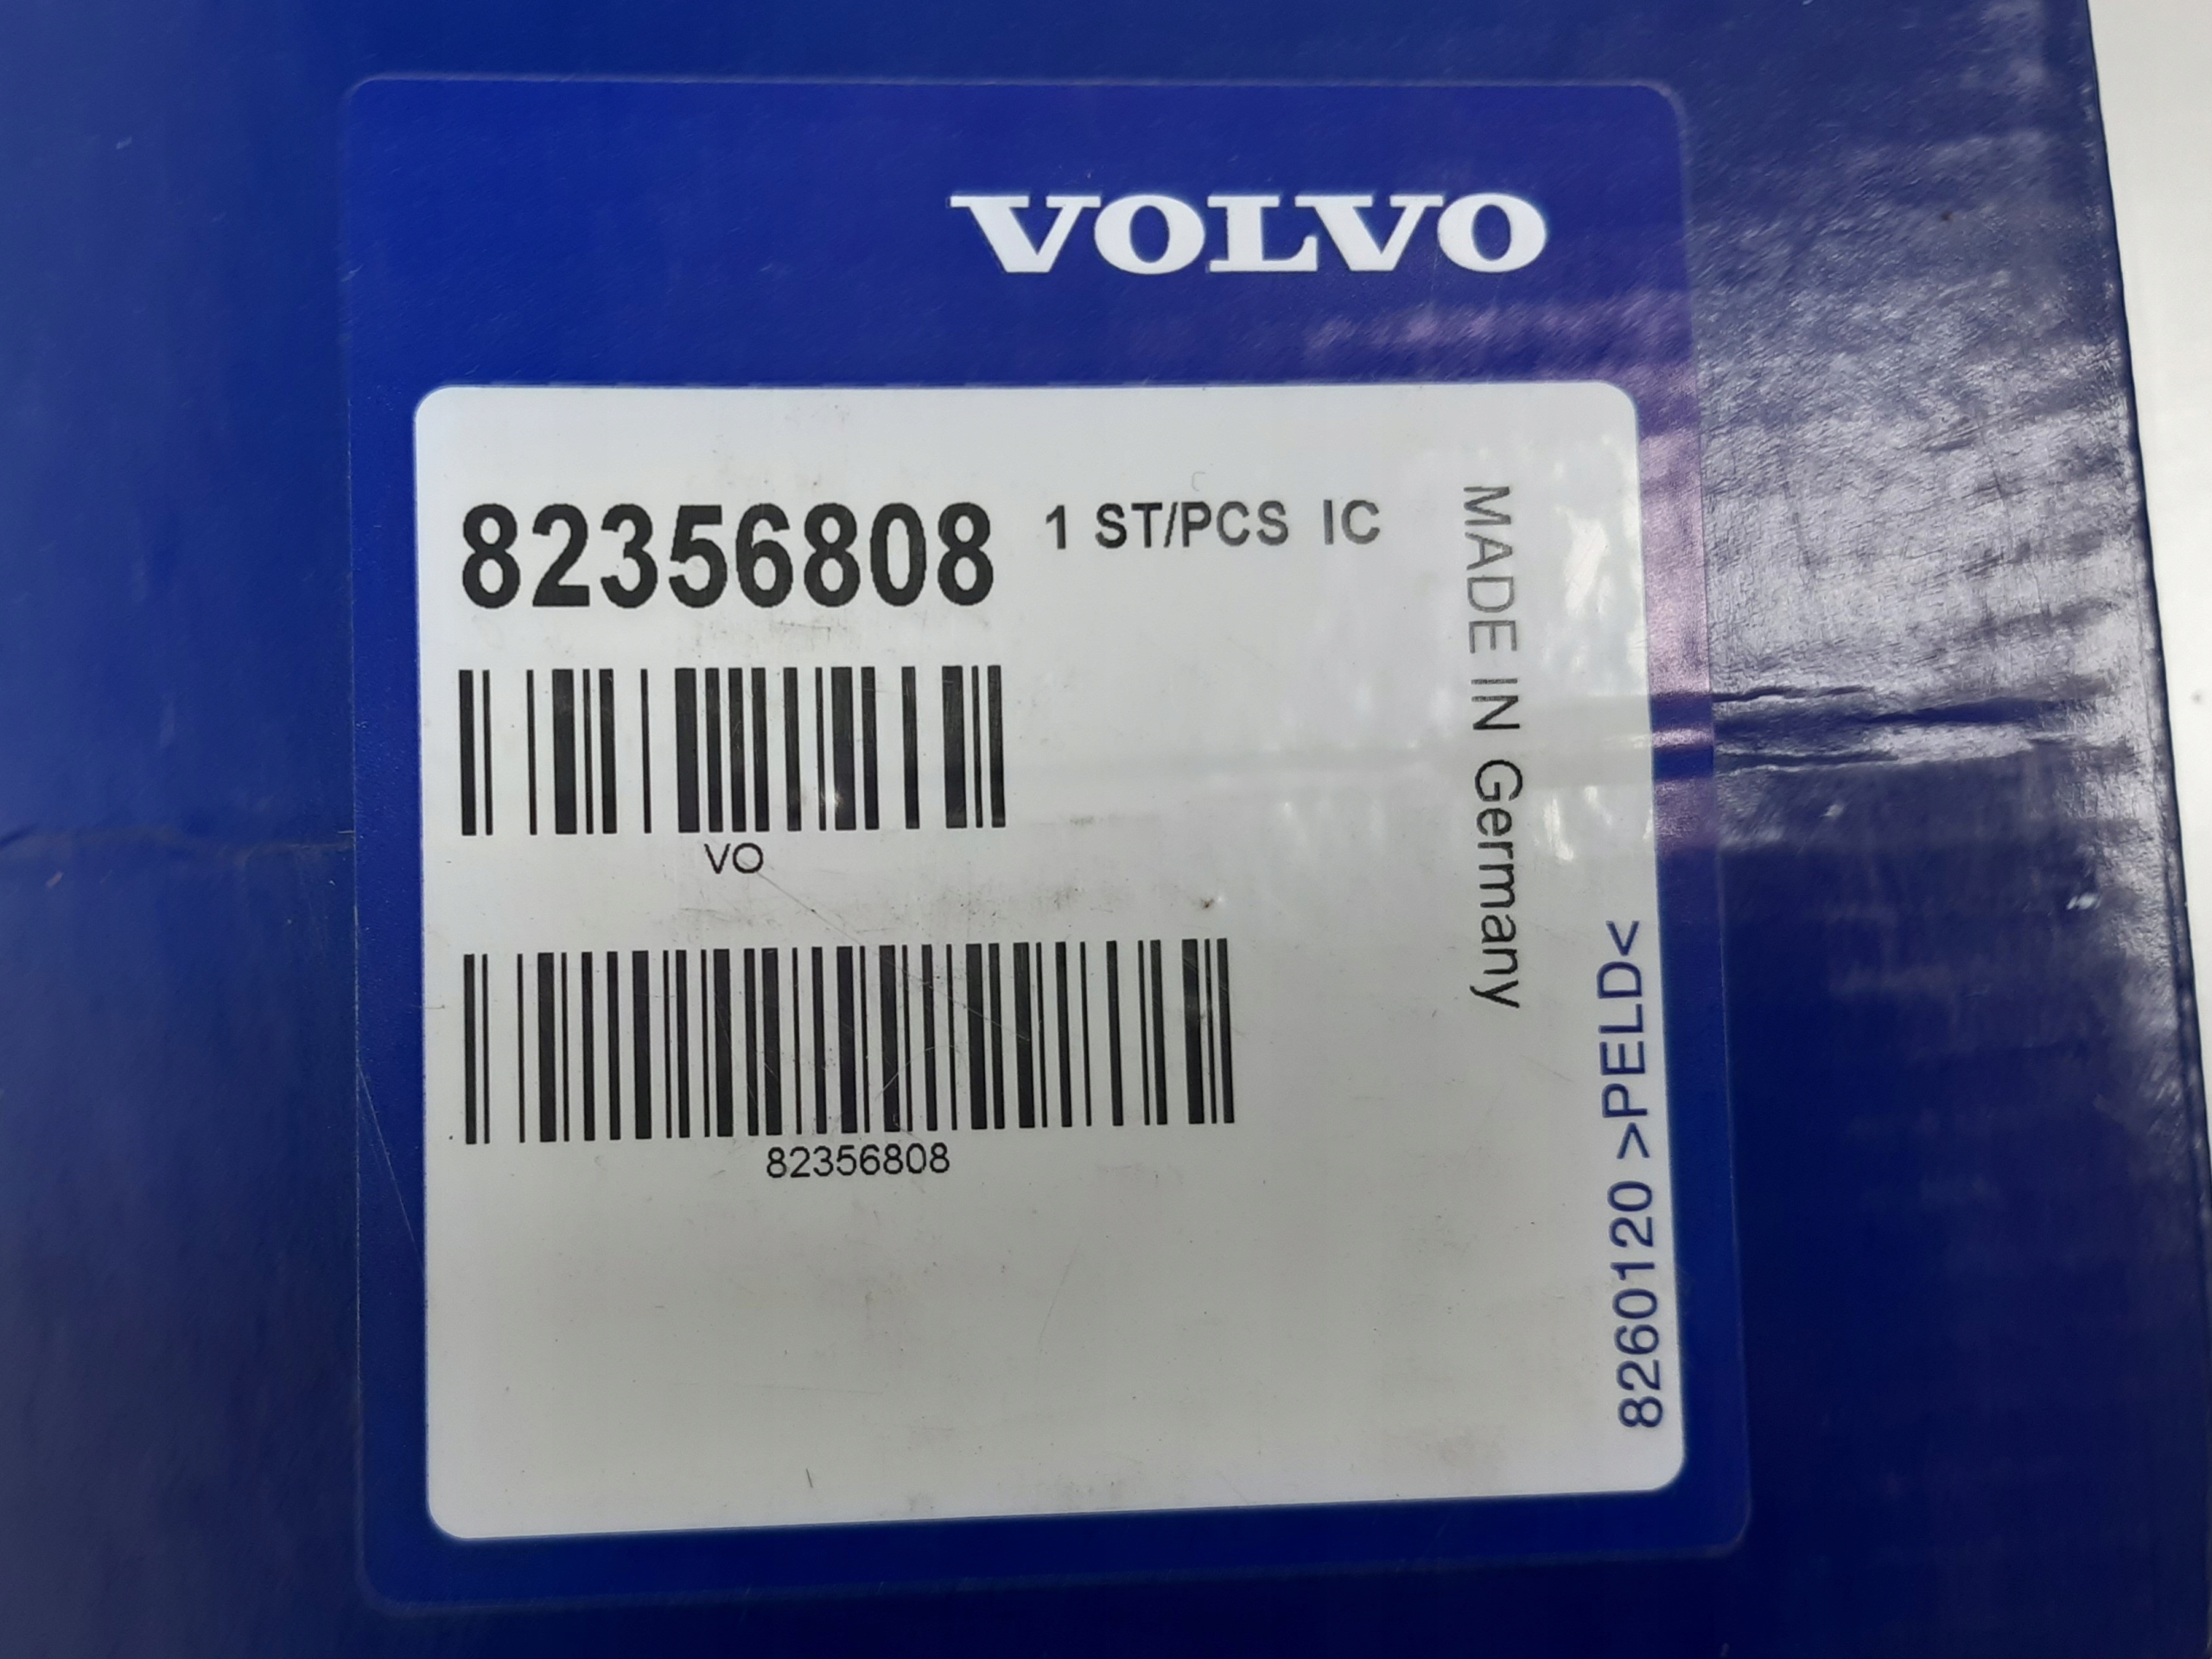 VOLVO
82356808 1 ST/PCS IC
MADE IN Germany
VO
82356808
8260120 >PELD<